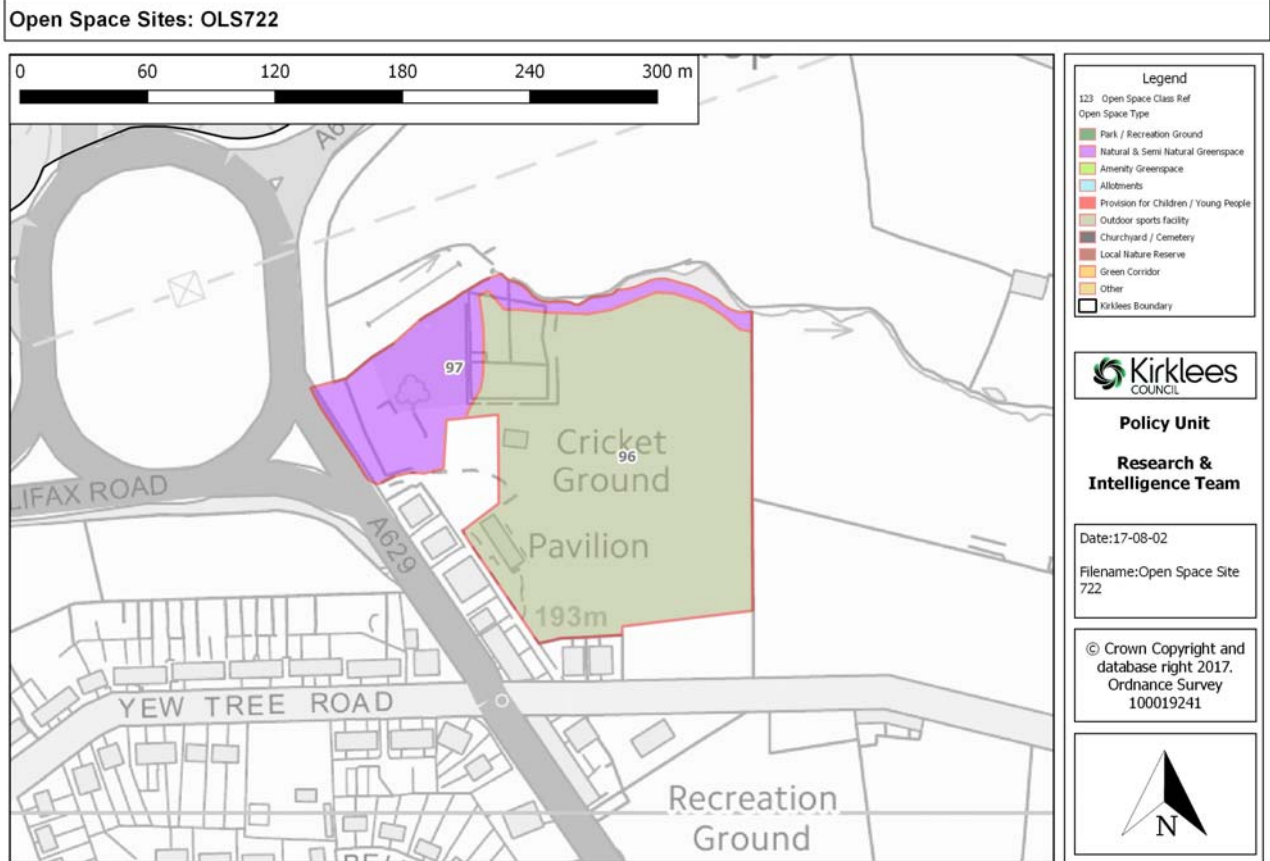 Open Space Sites: OLS722
0 60 120 180 240 300 m
LIFAX ROAD
A629
97
96
Cricket
Ground
Pavilion
193m
YEW TREE ROAD
Recreation
Ground
Legend
123 Open Space Class Ref
Open Space Type
Park / Recreation Ground
Natural & Semi Natural Greenspace
Amenity Greenspace
Allotments
Provision for Children / Young People
Outdoor sports facility
Churchyard / Cemetery
Local Nature Reserve
Green Corridor
Other
Kirklees Boundary
Kirklees
COUNCIL
Policy Unit
Research &
Intelligence Team
Date:17-08-02
Filename:Open Space Site
722
© Crown Copyright and
database right 2017.
Ordnance Survey
100019241
N